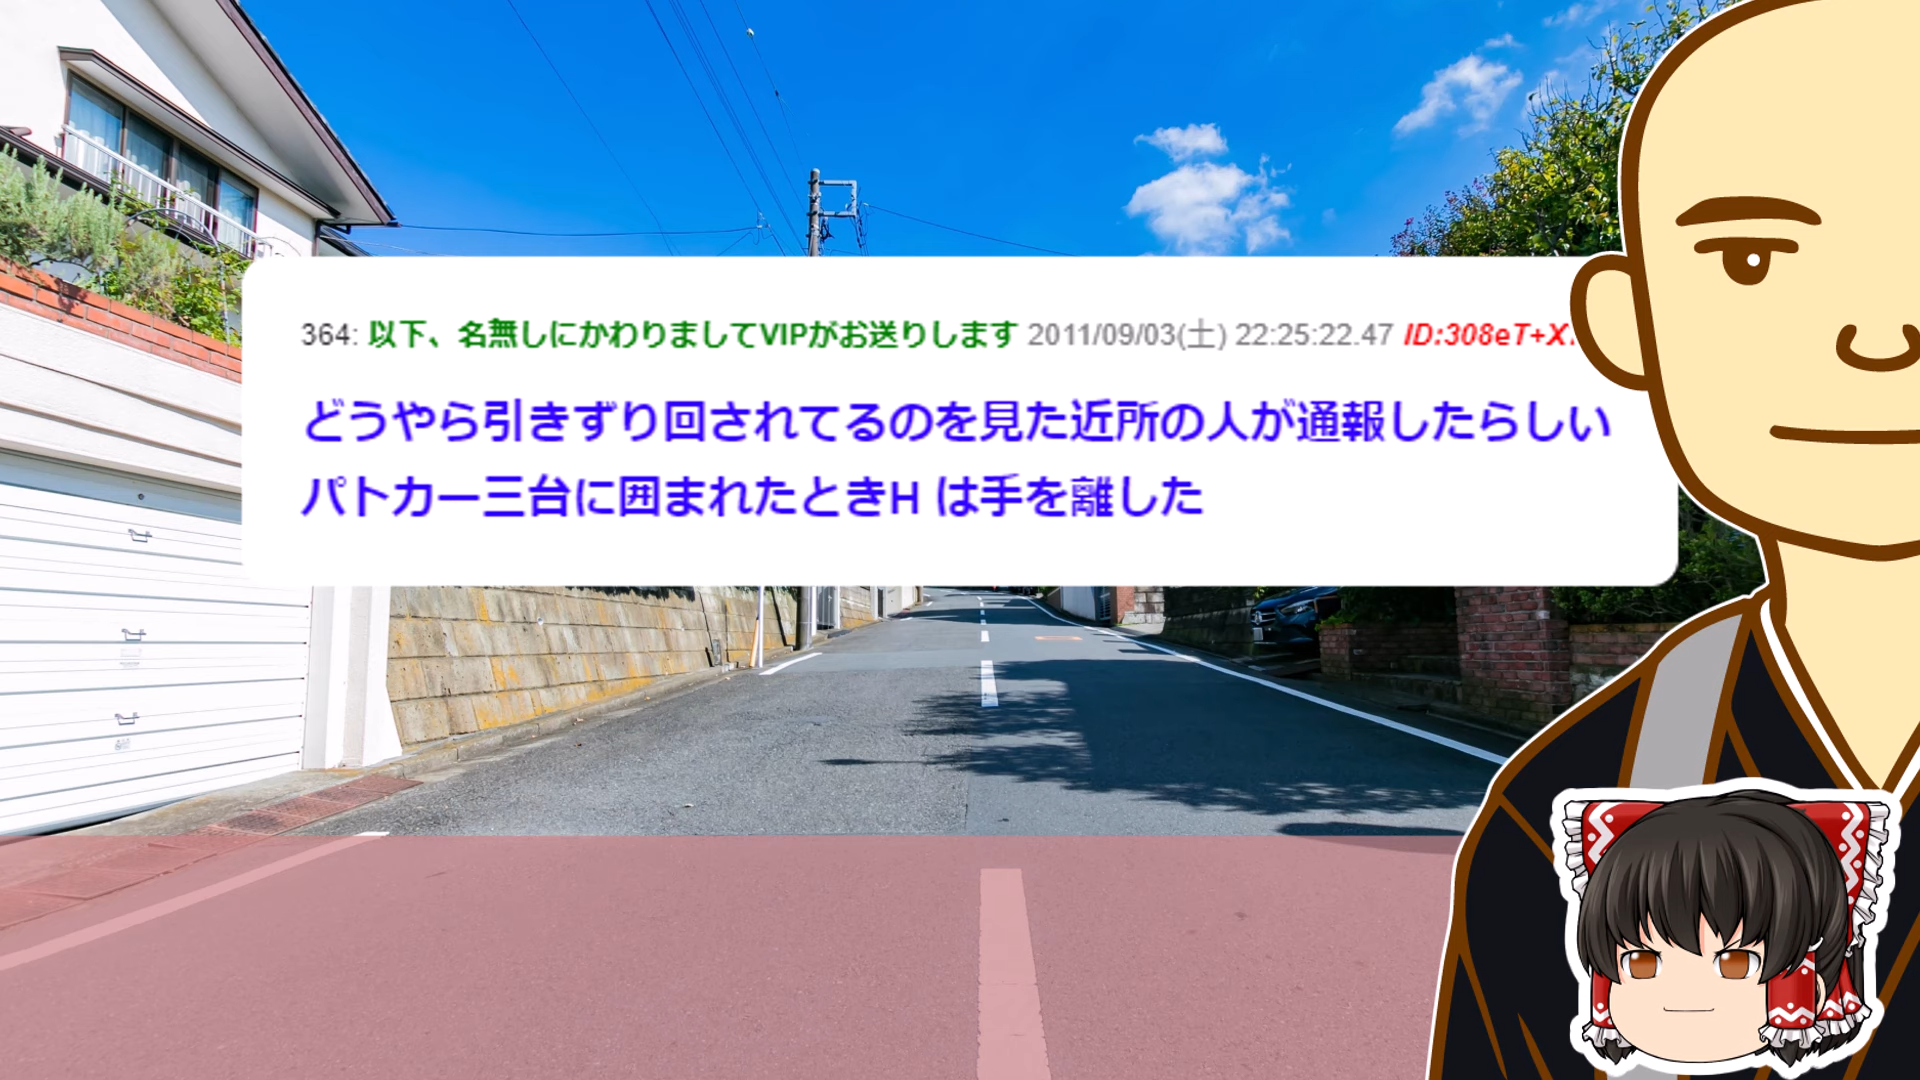 364: 以下、名無しにかわりましてVIPがお送りします 2011/09/03(土) 22:25:22.47 ID:308eT+X
どうやら引きずり回されてるのを見た近所の人が通報したらしい
パトカー三台に囲まれたときH は手を離した